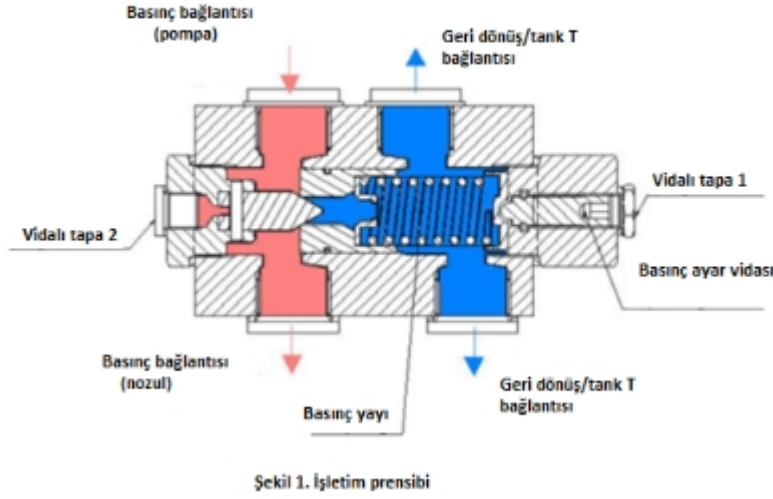 Basınç bağlantısı
(pompa)
Geri dönüş/tank T
bağlantısı
Vidalı tapa 1
Vidalı tapa 2
Basınç ayar vidası
Basınç bağlantısı
(nozul)
Geri dönüş/tank T
bağlantısı
Basınç yayı
Şekil 1. İşletim prensibi